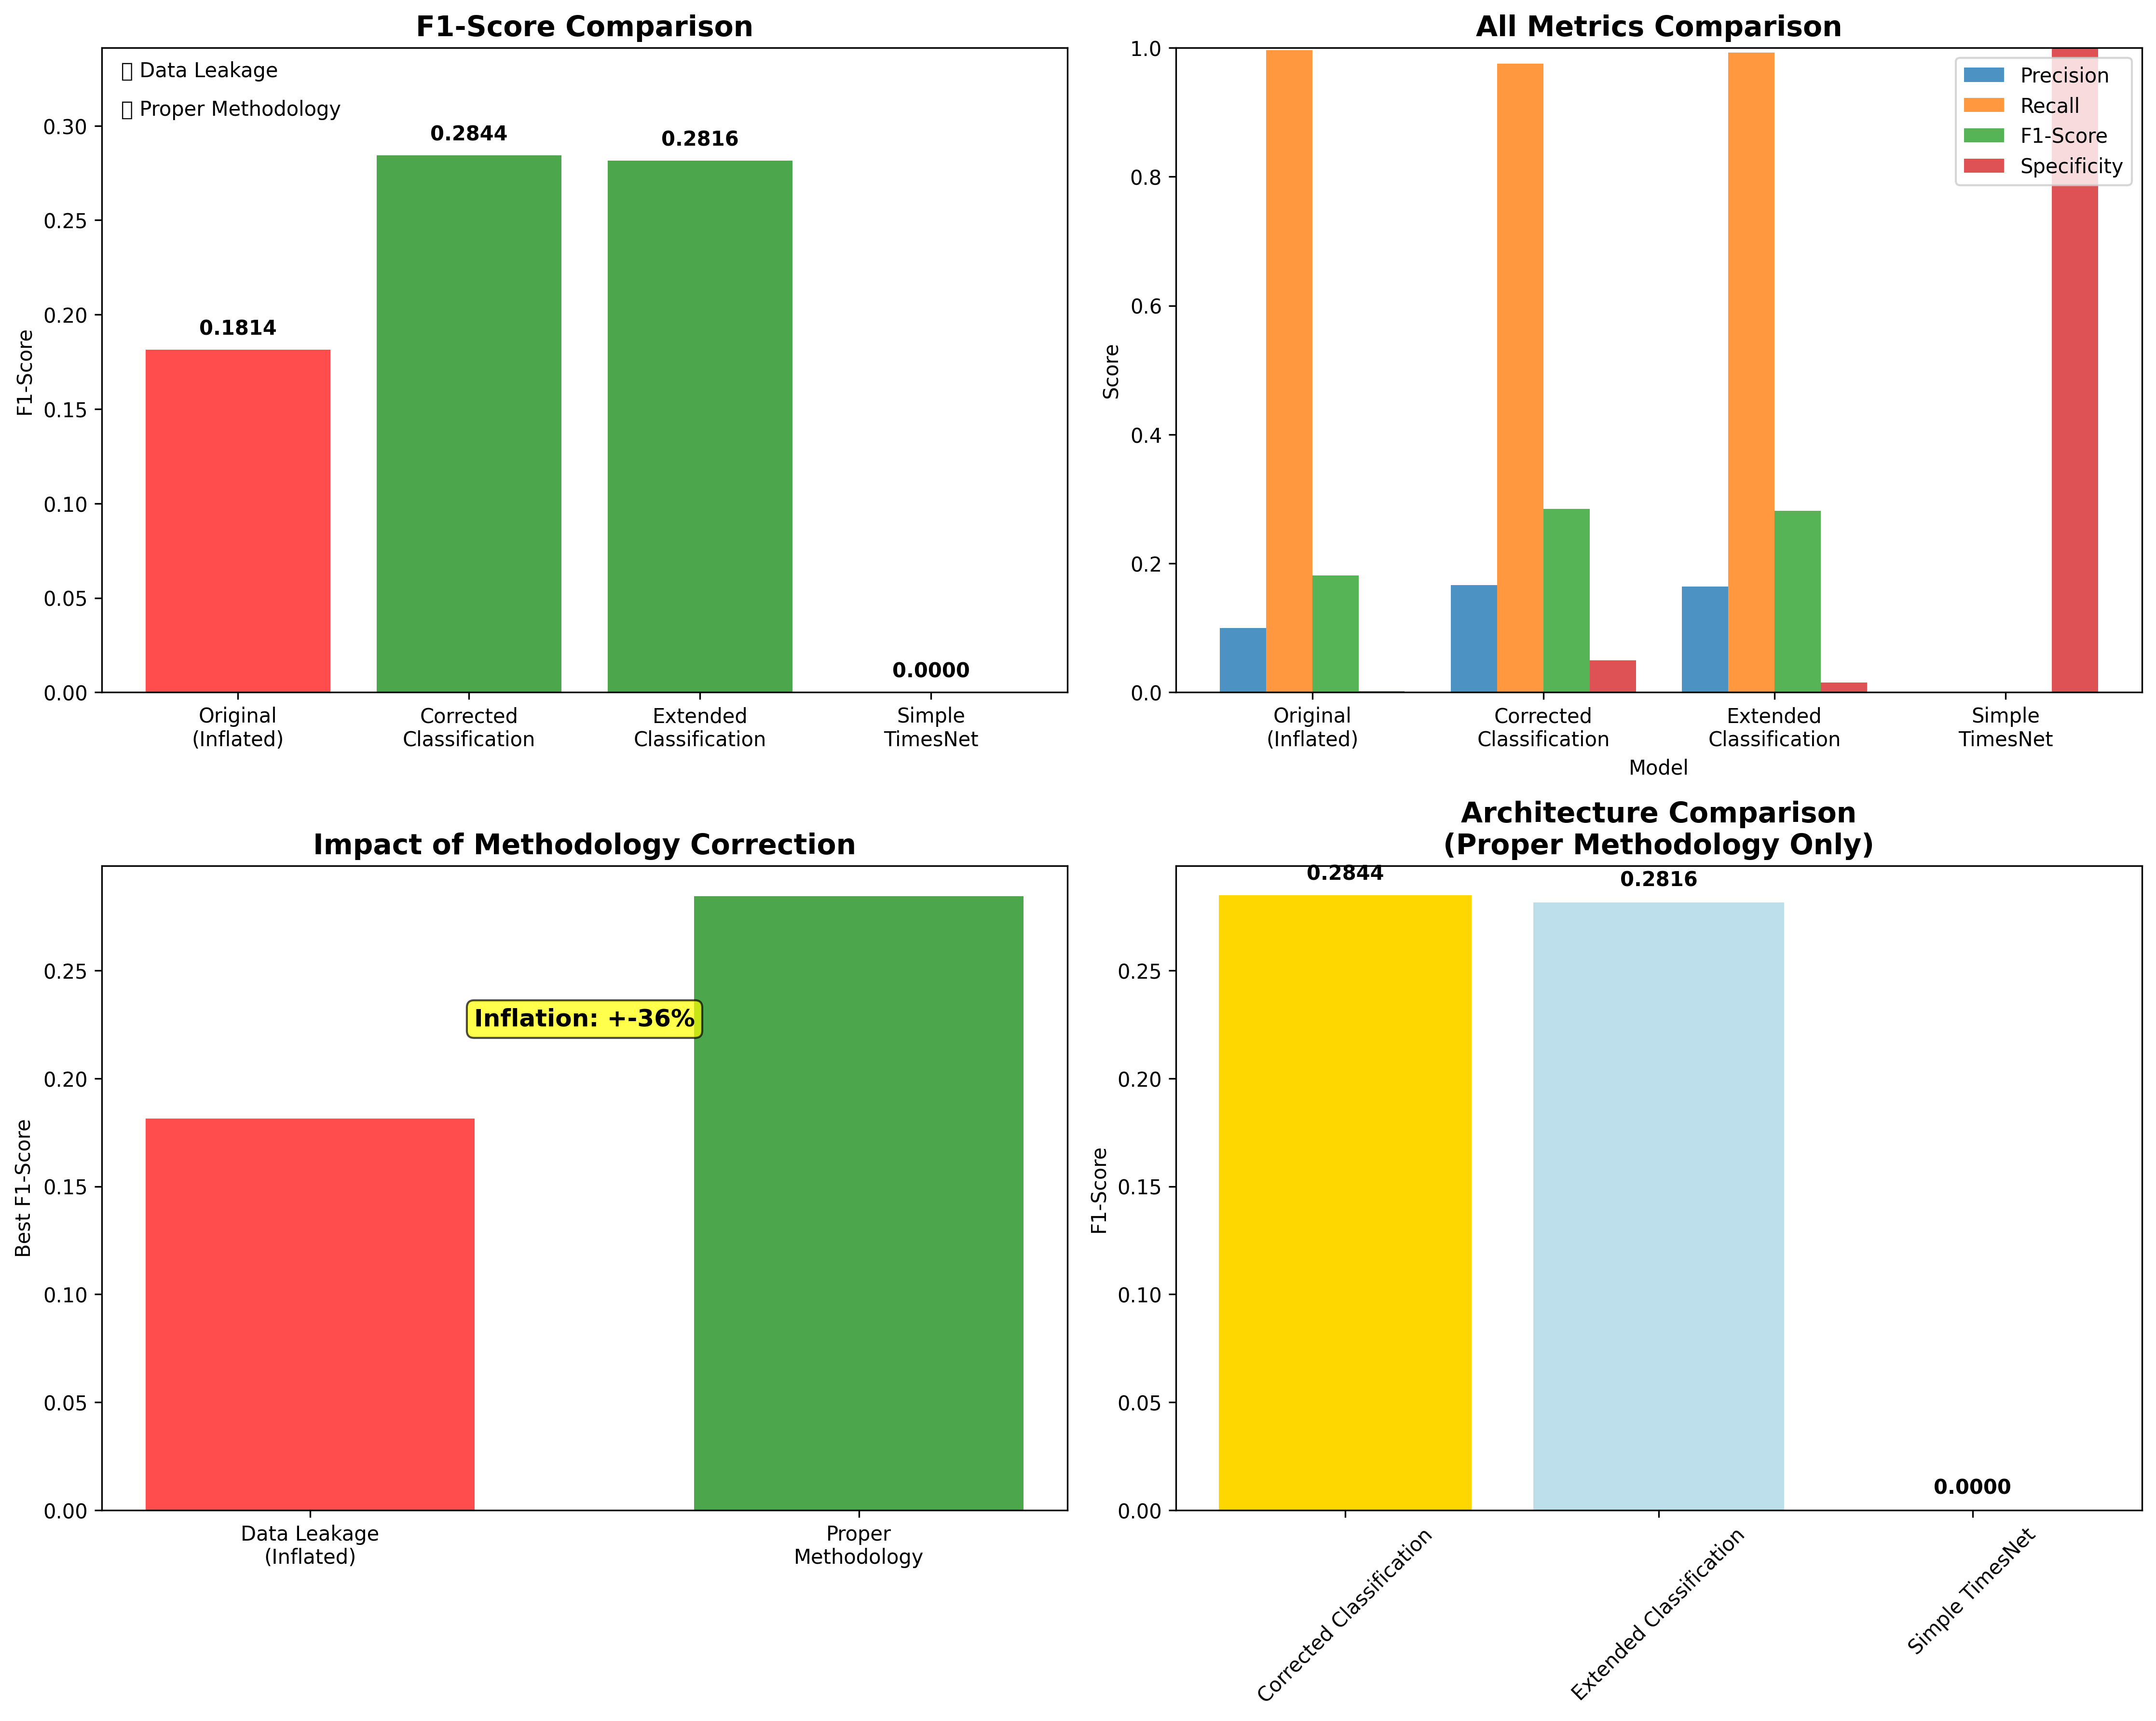 F1-Score Comparison
Data Leakage
Proper Methodology
F1-Score
0.30
0.25
0.20
0.15
0.10
0.05
0.00
0.1814
0.2844
0.2816
0.0000
Original
(Inflated)
Corrected
Classification
Extended
Classification
Simple
TimesNet
All Metrics Comparison
Score
1.0
0.8
0.6
0.4
0.2
0.0
Precision
Recall
F1-Score
Specificity
Original
(Inflated)
Corrected
Classification
Extended
Classification
Simple
TimesNet
Model
Impact of Methodology Correction
Best F1-Score
0.25
0.20
0.15
0.10
0.05
0.00
Inflation: +-36%
Data Leakage
(Inflated)
Proper
Methodology
Architecture Comparison
(Proper Methodology Only)
F1-Score
0.25
0.20
0.15
0.10
0.05
0.00
0.2844
0.2816
0.0000
Corrected Classification
Extended Classification
Simple TimesNet